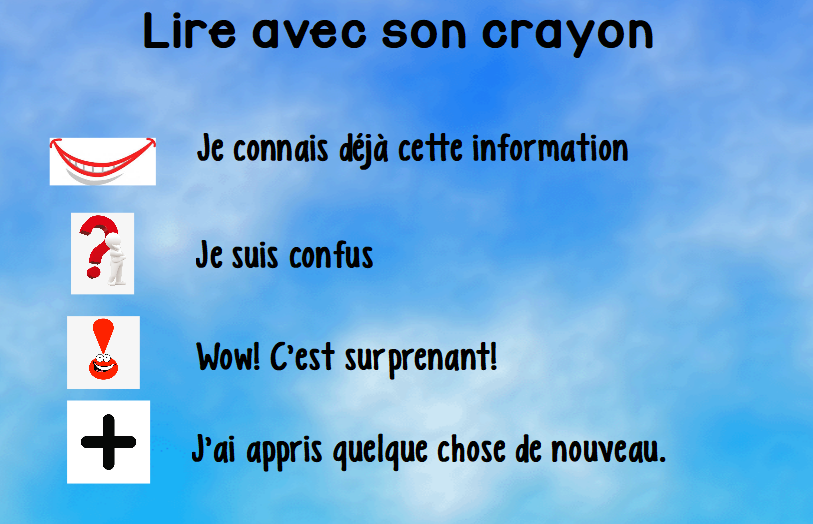 Lire avec son crayon
Je connais déjà cette information
Je suis confus
Wow! C'est surprenant!
J'ai appris quelque chose de nouveau.